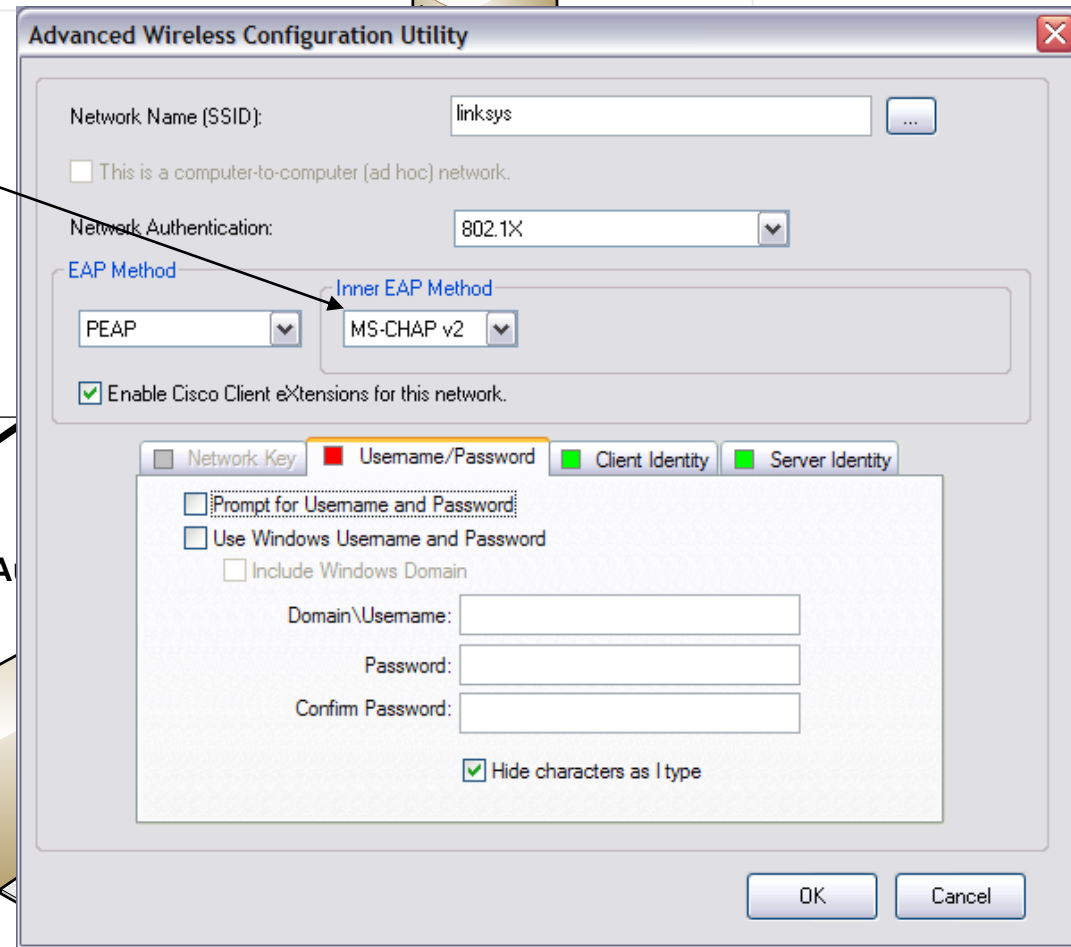 Advanced Wireless Configuration Utility
Network Name (SSID):
linksys
...
This is a computer-to-computer (ad hoc) network.
Network Authentication:
802.1X
EAP Method
Inner EAP Method
PEAP
MS-CHAP v2
Enable Cisco Client eXtensions for this network.
Network Key
Username/Password
Client Identity
Server Identity
Prompt for Username and Password
Use Windows Username and Password
Include Windows Domain
Domain\Username:
Password:
Confirm Password:
Hide characters as I type
OK
Cancel